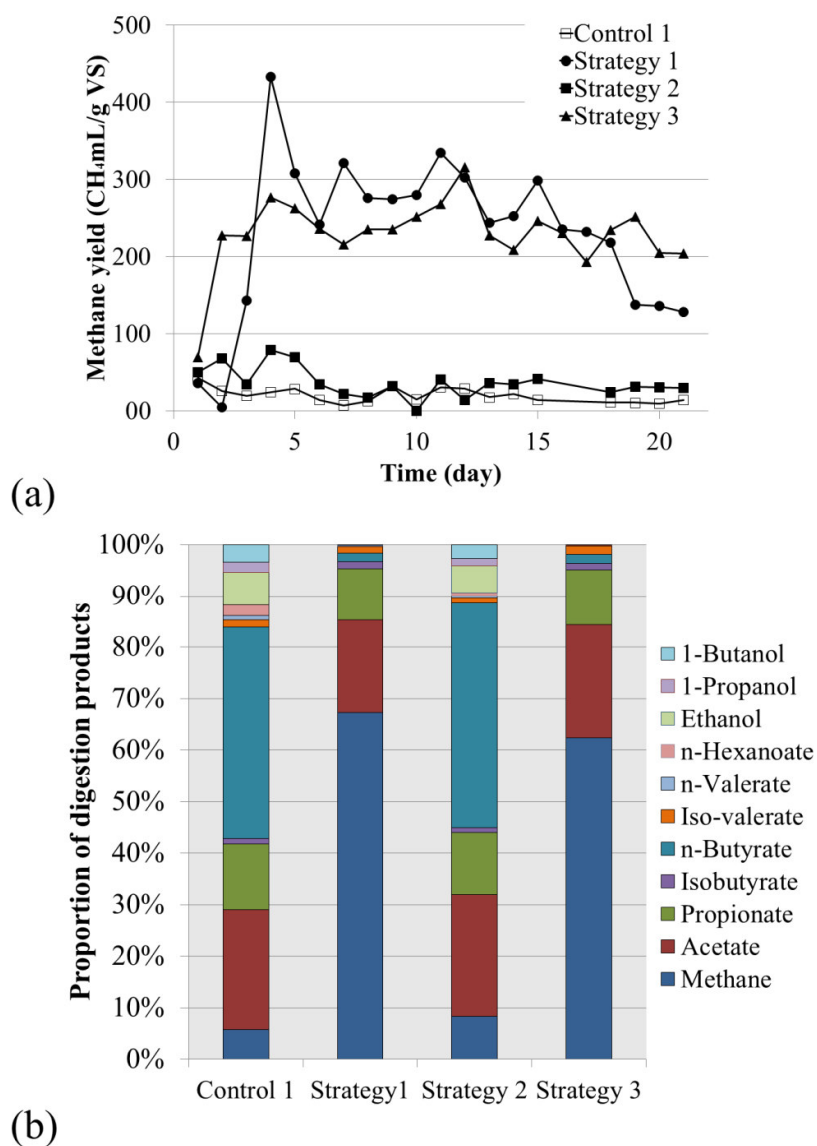 500
400
300
200
100
00
Methane yield (CH₄mL/g VS)
Control 1
Strategy 1
Strategy 2
Strategy 3
0 5 10 15 20
Time (day)
(a)
100%
90%
80%
70%
60%
50%
40%
30%
20%
10%
0%
Proportion of digestion products
1-Butanol
1-Propanol
Ethanol
n-Hexanoate
n-Valerate
Iso-valerate
n-Butyrate
Isobutyrate
Propionate
Acetate
Methane
Control 1 Strategy1 Strategy 2 Strategy 3
(b)